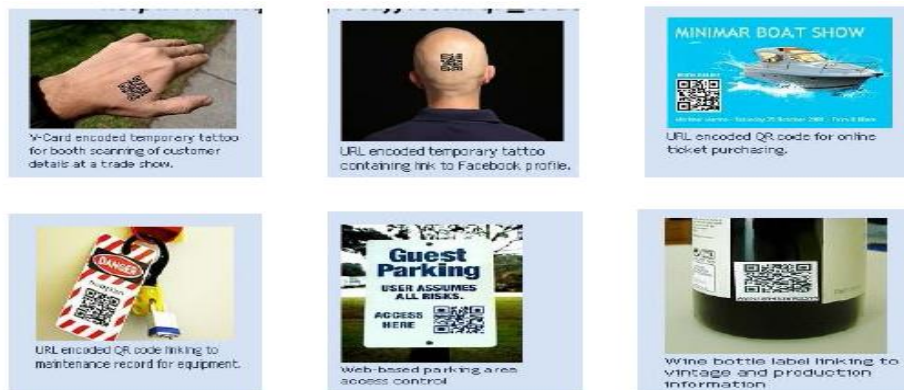 V-Card encoded temporary tattoo
for booth scanning of customer
details at a trade show.
URL encoded temporary tattoo
containing link to Facebook profile.
MINIMAR BOAT SHOW
URL encoded QR code for online
ticket purchasing.
DANGER
URL encoded QR code linking to
maintenance record for equipment.
Guest
Parking
USER ASSUMES
ALL RISKS.
ACCESS
HERE
Web-based parking area
access control
Wine bottle label linking to
vintage and production
information